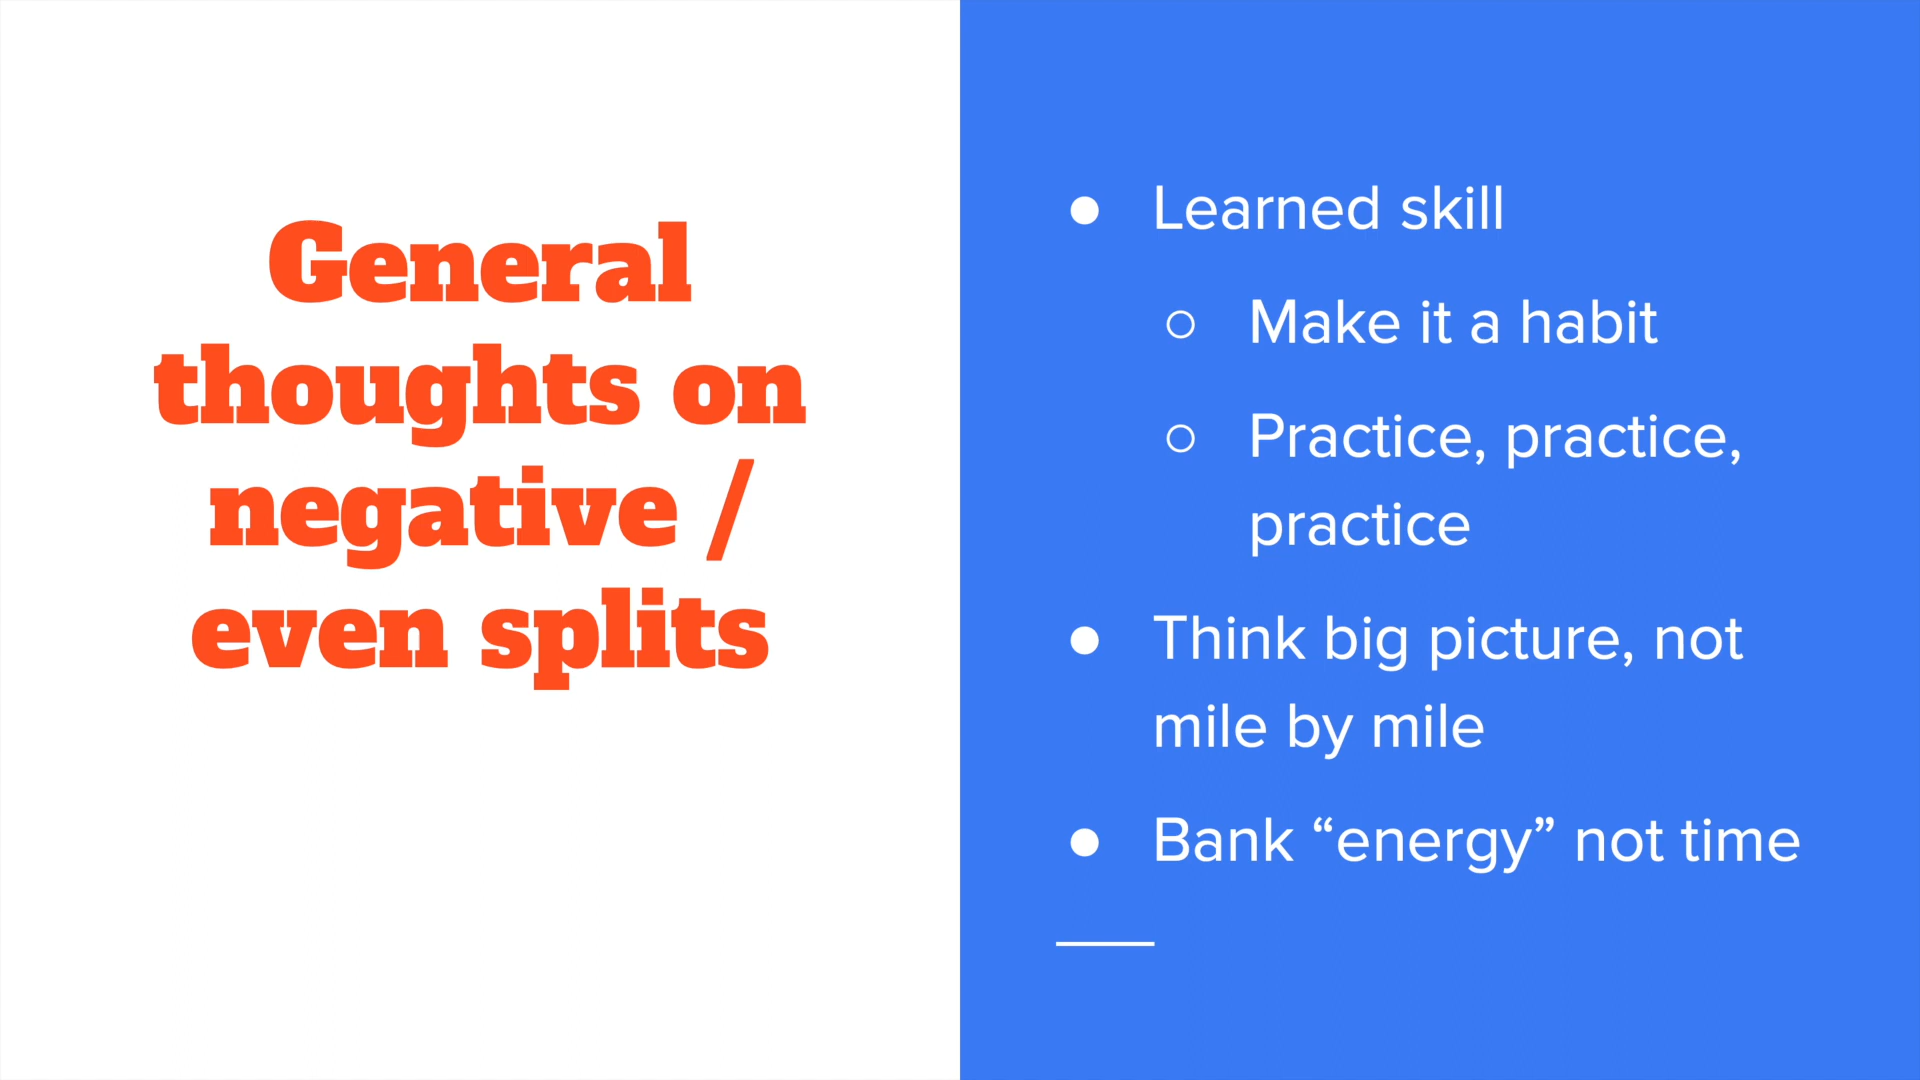 General
thoughts on
negative /
even splits
● Learned skill
○ Make it a habit
○ Practice, practice,
practice
● Think big picture, not
mile by mile
● Bank “energy” not time